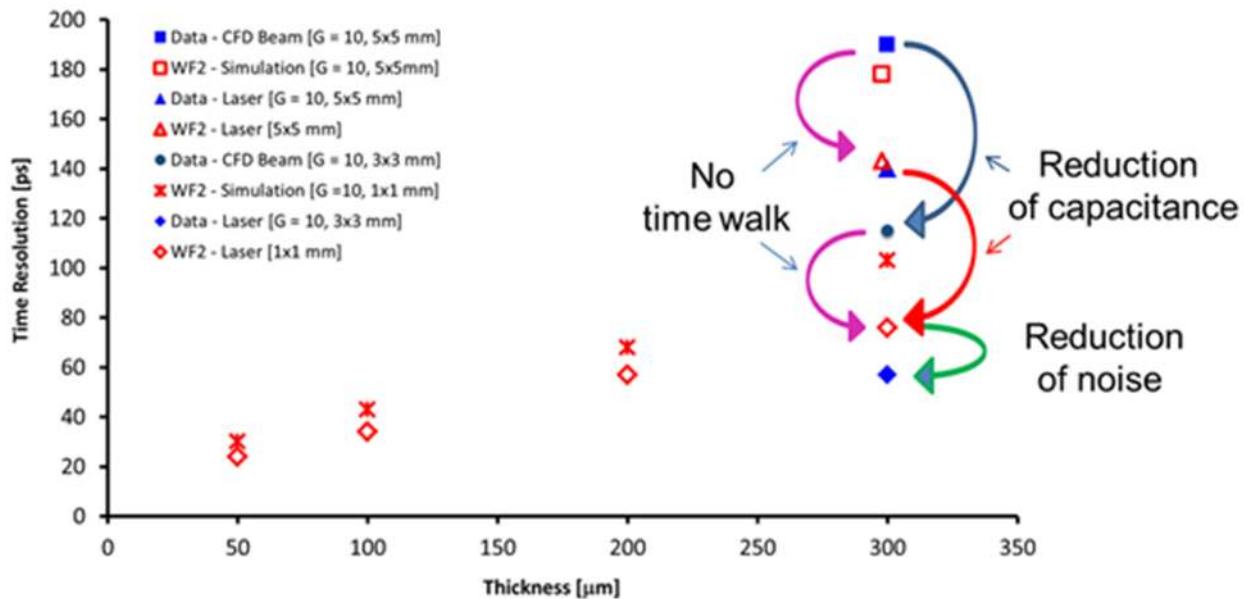 200
180
160
140
120
100
80
60
40
20
0
Time Resolution [ps]
Data - CFD Beam [G = 10, 5x5 mm]
WF2 - Simulation [G = 10, 5x5mm]
Data - Laser [G = 10, 5x5 mm]
WF2 - Laser [5x5 mm]
Data - CFD Beam [G = 10, 3x3 mm]
WF2 - Simulation [G =10, 1x1 mm]
Data - Laser [G = 10, 3x3 mm]
WF2 - Laser [1x1 mm]
No
time walk
Reduction
of capacitance
Reduction
of noise
0 50 100 150 200 250 300 350
Thickness [μm]